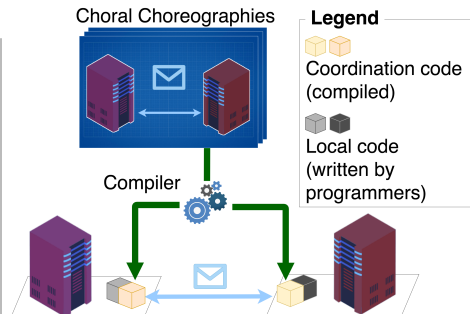 Choral Choreographies
Legend
Coordination code
(compiled)
Local code
(written by
programmers)
Compiler